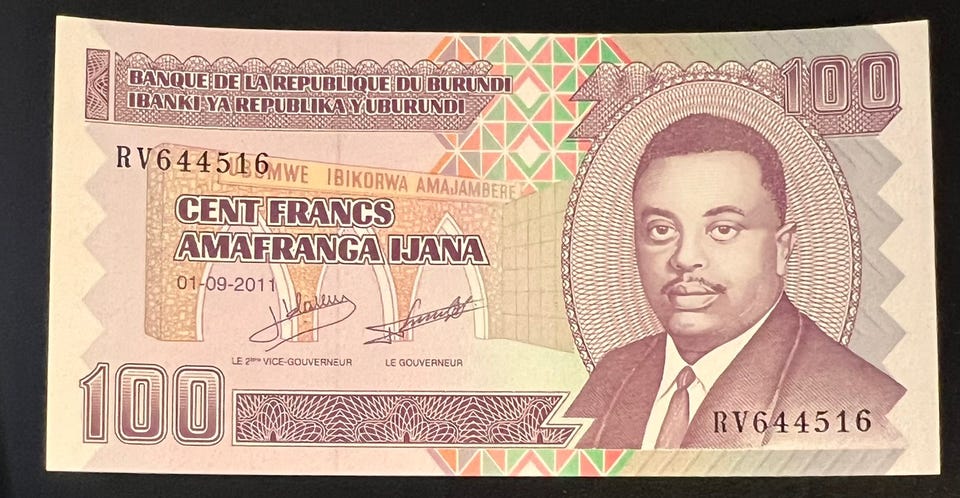 BANQUE DE LA REPUBLIQUE DU BURUNDI
IBANKI YA REPUBLIKA Y'UBURUNDI
100
RV644516
IBIKORWA AMAJAMBERE
CENT FRANCS
AMAFRANGA IJANA
01-09-2011
LE 2ème VICE-GOUVERNEUR
LE GOUVERNEUR
100
RV644516